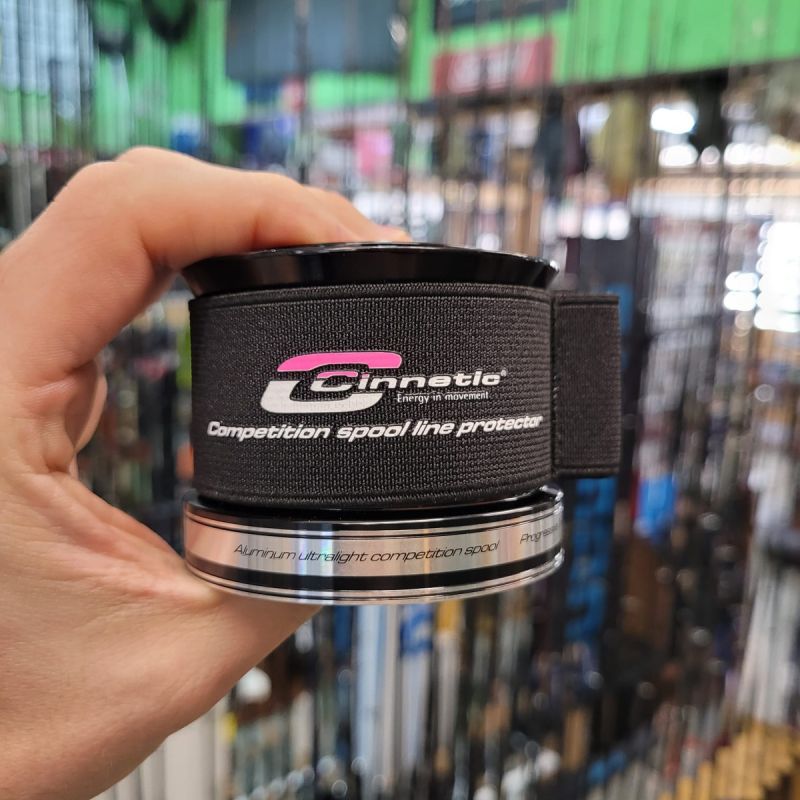 Cinnetic®
Energy in movement
Competition spool line protector
Aluminum ultralight competition spool